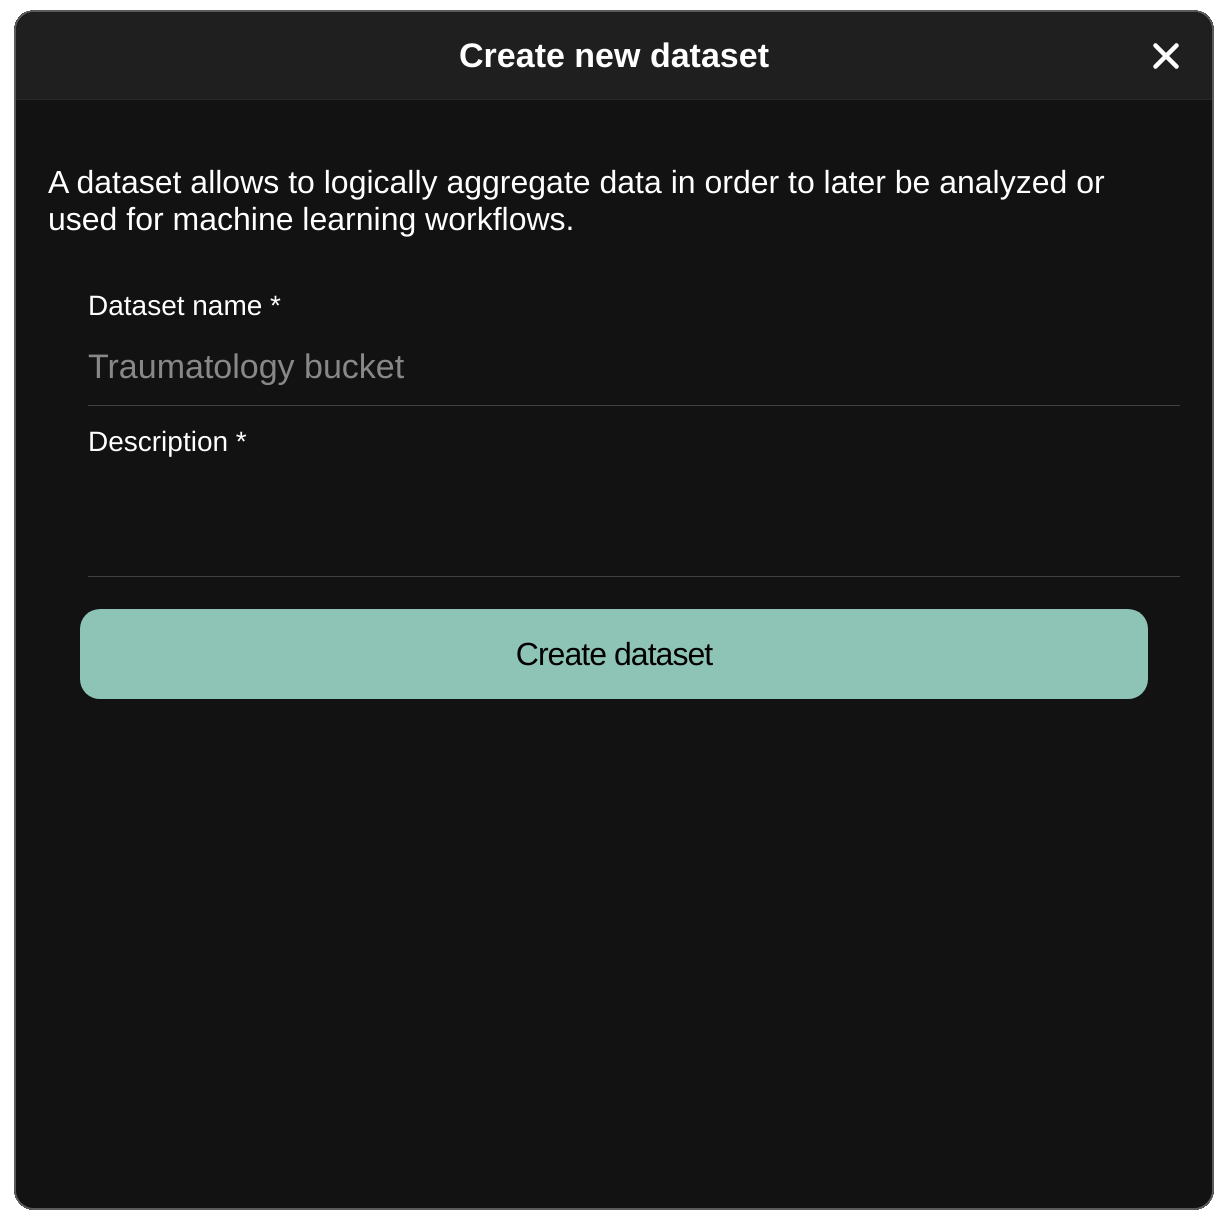 Create new dataset
A dataset allows to logically aggregate data in order to later be analyzed or
used for machine learning workflows.
Dataset name *
Traumatology bucket
Description *
Create dataset